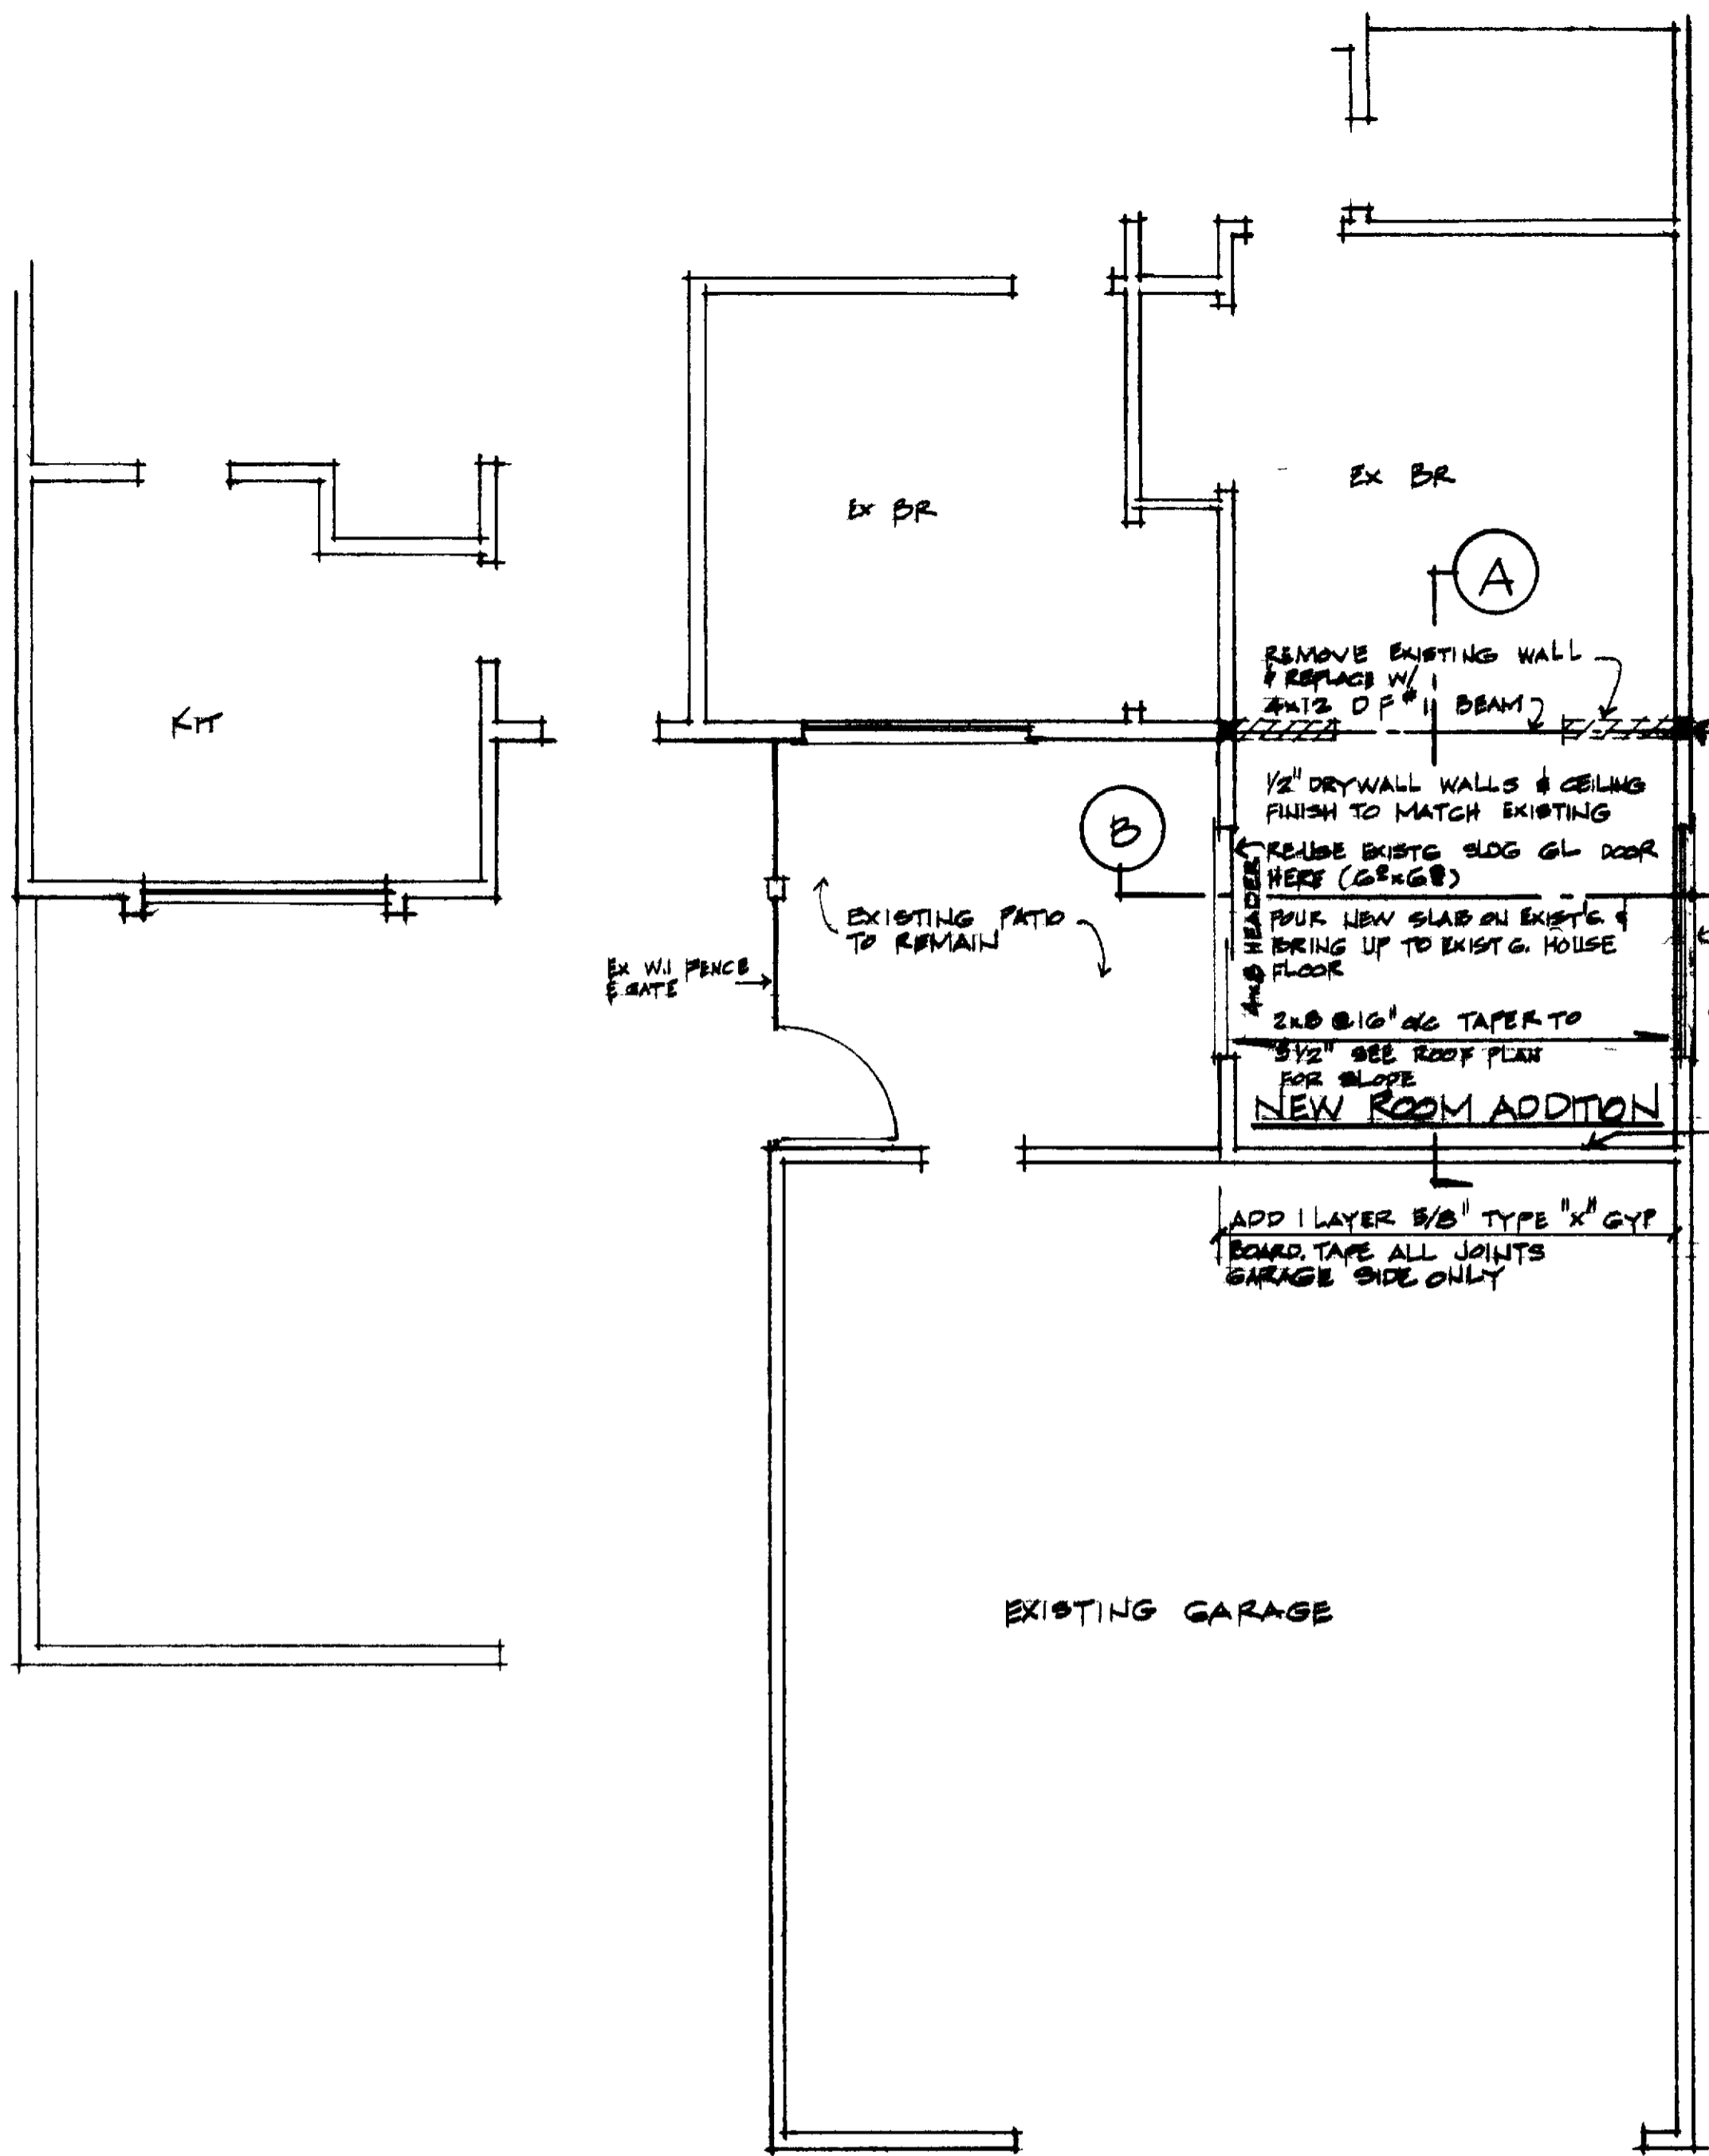 EX BR
A
EX BR
REMOVE EXISTING WALL
& REPLACE W/
4x12 DF #1 BEAM
KIT
1/2" DRYWALL WALLS & CEILING
FINISH TO MATCH EXISTING
B
RE-USE EXIST'G SLDG GL DOOR
HERE (6⁰x6⁸)
4x8 HEADER
EXISTING PATIO
TO REMAIN
POUR NEW SLAB ON EXIST'G. &
BRING UP TO EXIST G. HOUSE
FLOOR
EX W.I FENCE
& GATE
2x8 @ 16" o/c TAPER TO
5 1/2" SEE ROOF PLAN
FOR SLOPE
NEW ROOM ADDITION
ADD 1 LAYER 5/8" TYPE "X" GYP
BOARD. TAPE ALL JOINTS
GARAGE SIDE ONLY
EXISTING GARAGE